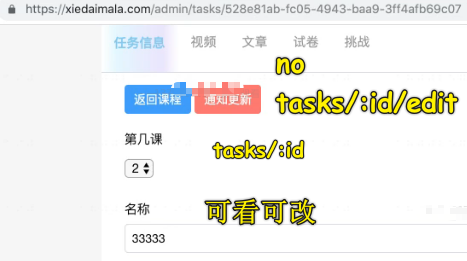 https://xiedaimala.com/admin/tasks/528e81ab-fc05-4943-baa9-3ff4afb69c07
任务信息 视频 文章 试卷 挑战
no
返回课程 通知更新 tasks/:id/edit
第几课
tasks/:id
2
名称
可看可改
33333